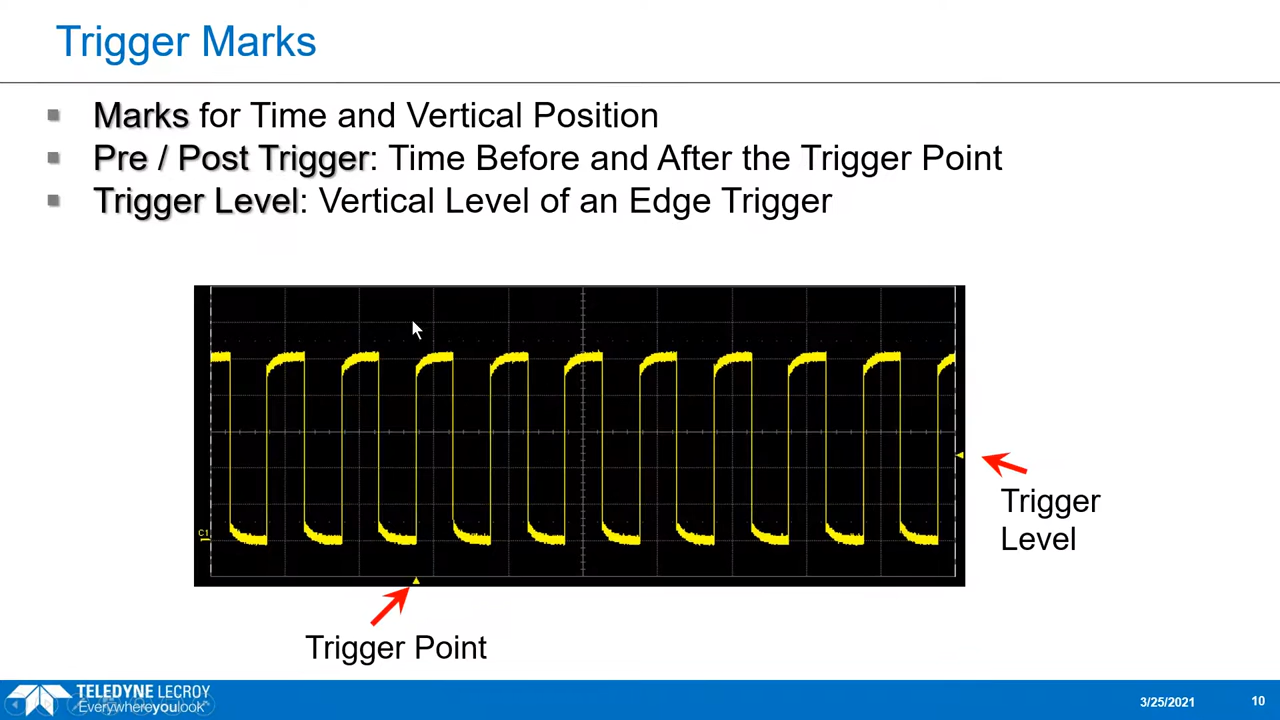 Trigger Marks
Marks for Time and Vertical Position
Pre / Post Trigger: Time Before and After the Trigger Point
Trigger Level: Vertical Level of an Edge Trigger
C1
Trigger
Level
Trigger Point
TELEDYNE LECROY
Everywhereyoulook
3/25/2021
10